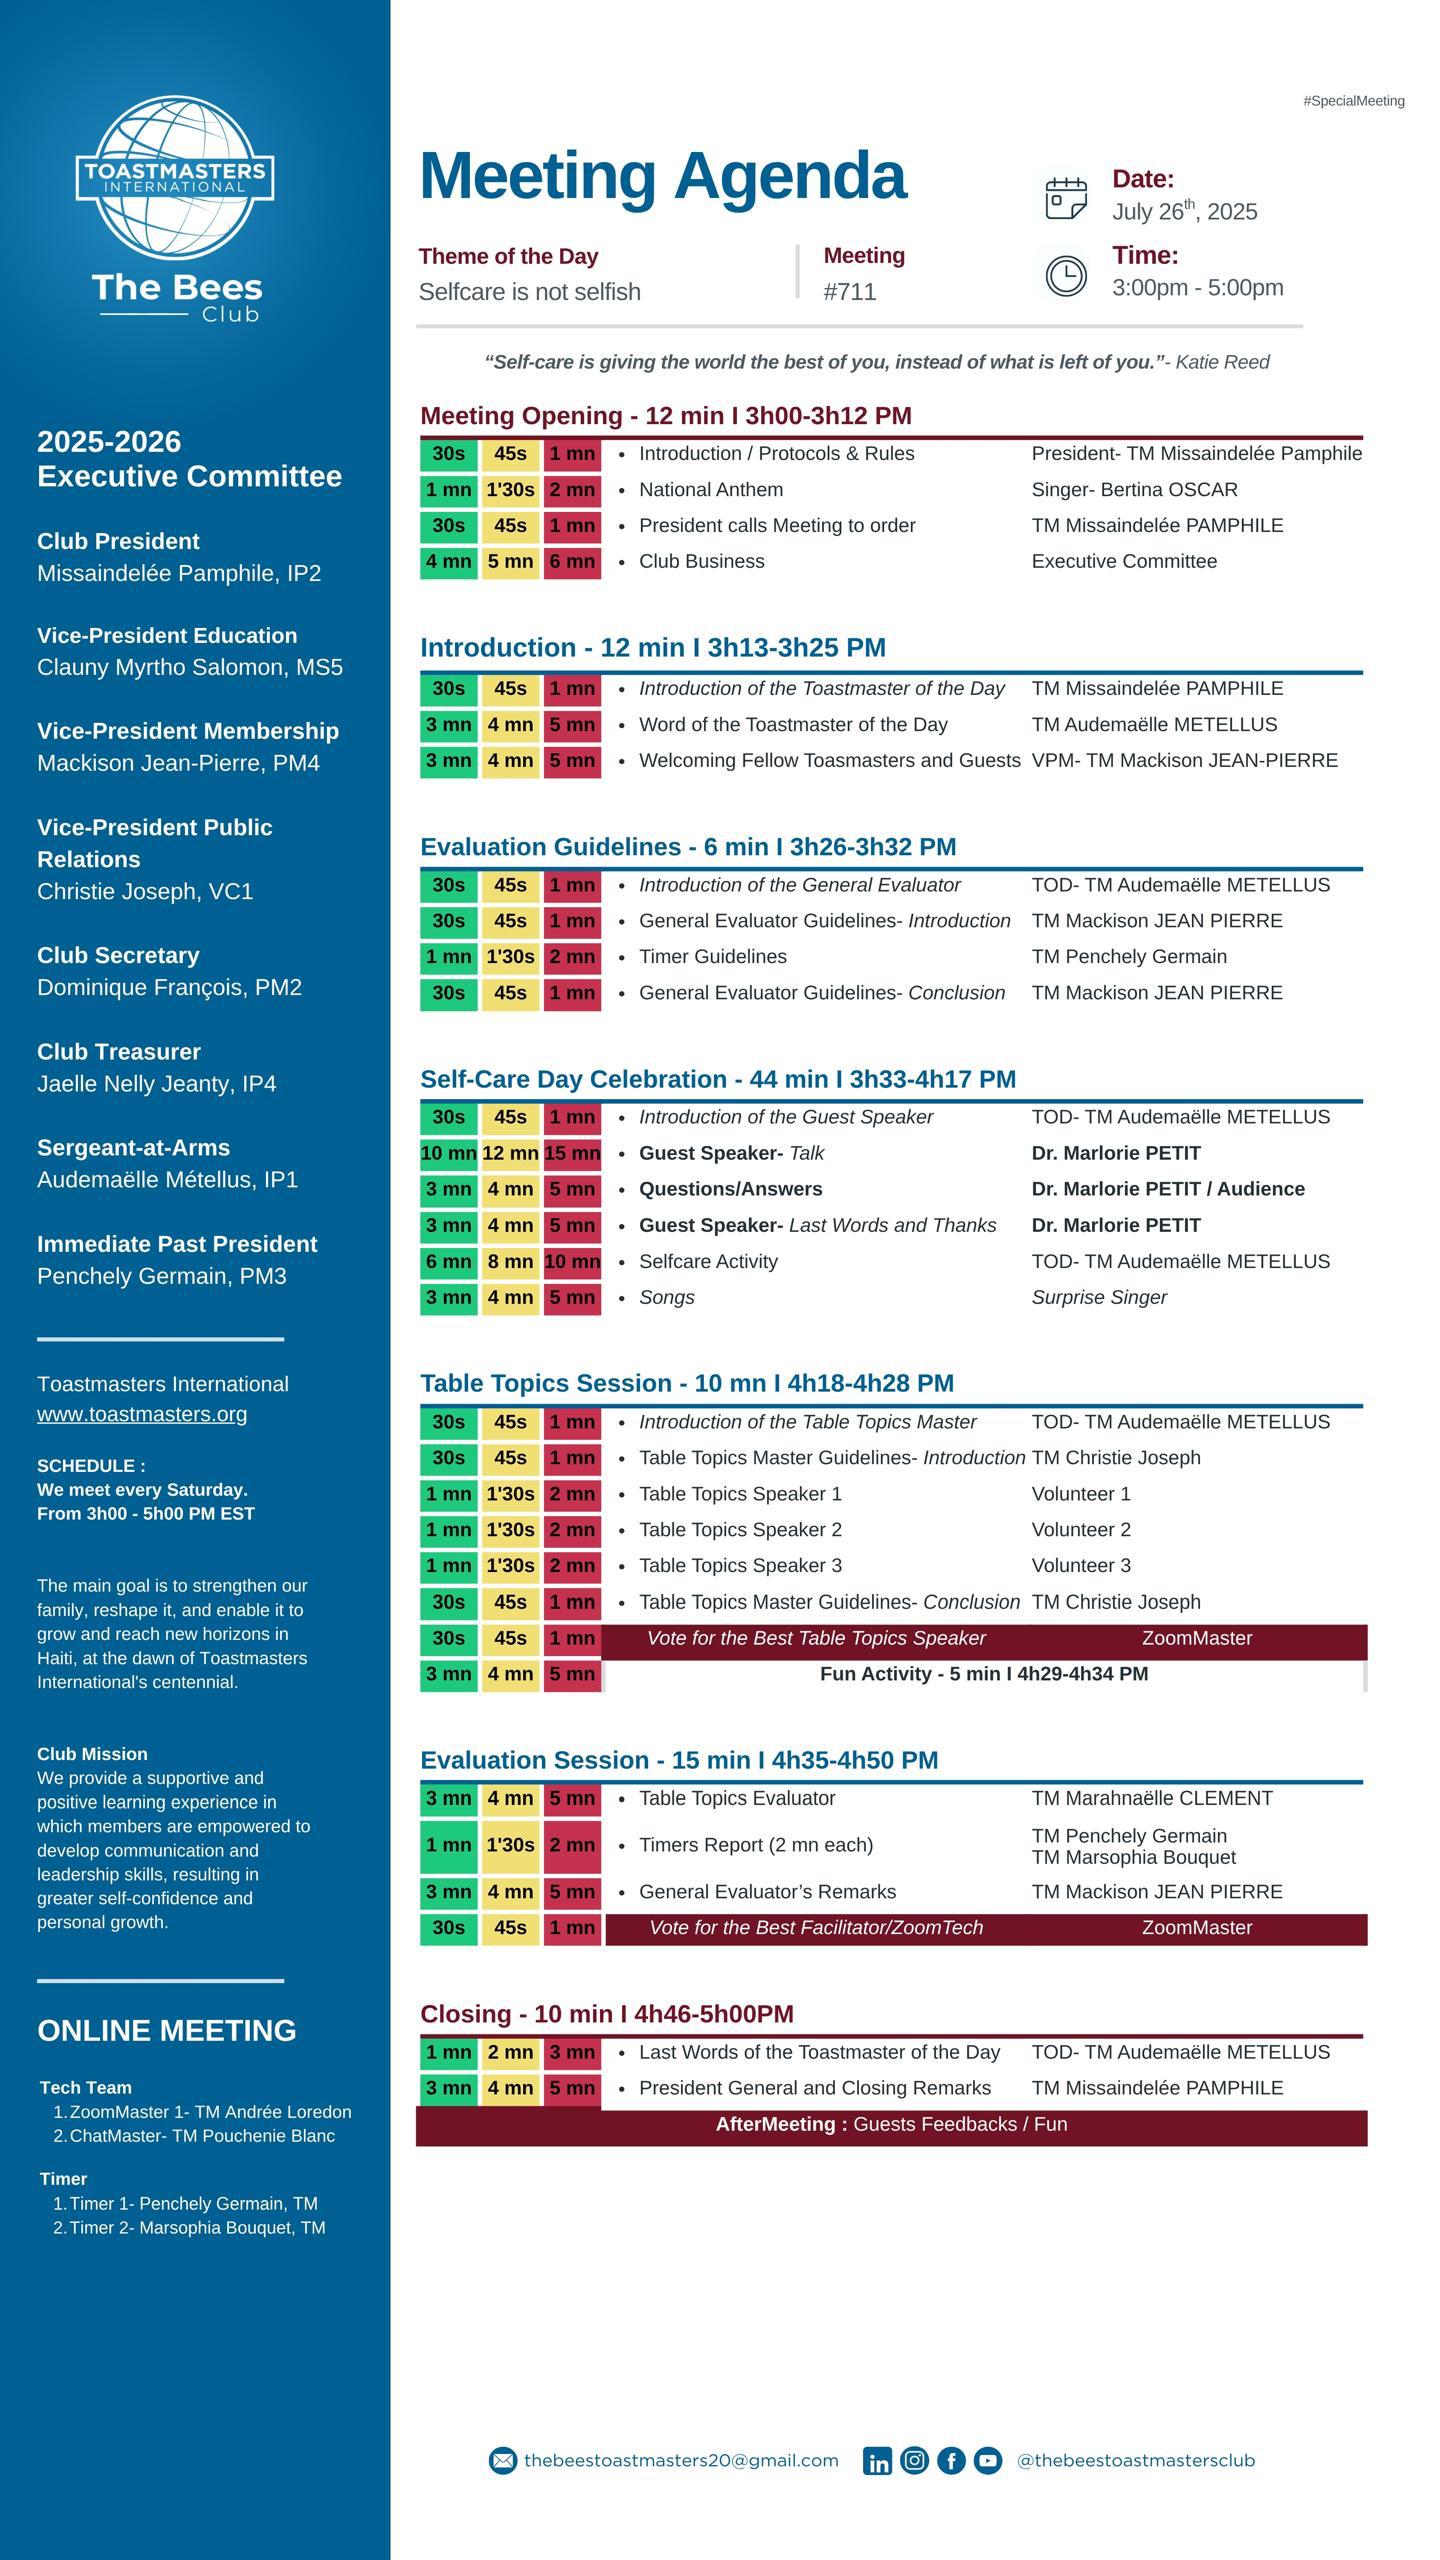 TOASTMASTERS
INTERNATIONAL
The Bees
Club
2025-2026
Executive Committee
Club President
Missaindelée Pamphile, IP2
Vice-President Education
Clauny Myrtho Salomon, MS5
Vice-President Membership
Mackison Jean-Pierre, PM4
Vice-President Public
Relations
Christie Joseph, VC1
Club Secretary
Dominique François, PM2
Club Treasurer
Jaelle Nelly Jeanty, IP4
Sergeant-at-Arms
Audemaëlle Métellus, IP1
Immediate Past President
Penchely Germain, PM3
Toastmasters International
www.toastmasters.org
SCHEDULE :
We meet every Saturday.
From 3h00 - 5h00 PM EST
The main goal is to strengthen our
family, reshape it, and enable it to
grow and reach new horizons in
Haiti, at the dawn of Toastmasters
International's centennial.
Club Mission
We provide a supportive and
positive learning experience in
which members are empowered to
develop communication and
leadership skills, resulting in
greater self-confidence and
personal growth.
ONLINE MEETING
Tech Team
1. ZoomMaster 1- TM Andrée Loredon
2. ChatMaster- TM Pouchenie Blanc
Timer
1. Timer 1- Penchely Germain, TM
2. Timer 2- Marsophia Bouquet, TM
#SpecialMeeting
Meeting Agenda
Date:
July 26th, 2025
Theme of the Day
Selfcare is not selfish
Meeting
#711
Time:
3:00pm - 5:00pm
“Self-care is giving the world the best of you, instead of what is left of you.”- Katie Reed
Meeting Opening - 12 min I 3h00-3h12 PM
30s 45s 1 mn • Introduction / Protocols & Rules President- TM Missaindelée Pamphile
1 mn 1'30s 2 mn • National Anthem Singer- Bertina OSCAR
30s 45s 1 mn • President calls Meeting to order TM Missaindelée PAMPHILE
4 mn 5 mn 6 mn • Club Business Executive Committee
Introduction - 12 min I 3h13-3h25 PM
30s 45s 1 mn • Introduction of the Toastmaster of the Day TM Missaindelée PAMPHILE
3 mn 4 mn 5 mn • Word of the Toastmaster of the Day TM Audemaëlle METELLUS
3 mn 4 mn 5 mn • Welcoming Fellow Toasmasters and Guests VPM- TM Mackison JEAN-PIERRE
Evaluation Guidelines - 6 min I 3h26-3h32 PM
30s 45s 1 mn • Introduction of the General Evaluator TOD- TM Audemaëlle METELLUS
30s 45s 1 mn • General Evaluator Guidelines- Introduction TM Mackison JEAN PIERRE
1 mn 1'30s 2 mn • Timer Guidelines TM Penchely Germain
30s 45s 1 mn • General Evaluator Guidelines- Conclusion TM Mackison JEAN PIERRE
Self-Care Day Celebration - 44 min I 3h33-4h17 PM
30s 45s 1 mn • Introduction of the Guest Speaker TOD- TM Audemaëlle METELLUS
10 mn 12 mn 15 mn • Guest Speaker- Talk Dr. Marlorie PETIT
3 mn 4 mn 5 mn • Questions/Answers Dr. Marlorie PETIT / Audience
3 mn 4 mn 5 mn • Guest Speaker- Last Words and Thanks Dr. Marlorie PETIT
6 mn 8 mn 10 mn • Selfcare Activity TOD- TM Audemaëlle METELLUS
3 mn 4 mn 5 mn • Songs Surprise Singer
Table Topics Session - 10 mn I 4h18-4h28 PM
30s 45s 1 mn • Introduction of the Table Topics Master TOD- TM Audemaëlle METELLUS
30s 45s 1 mn • Table Topics Master Guidelines- Introduction TM Christie Joseph
1 mn 1'30s 2 mn • Table Topics Speaker 1 Volunteer 1
1 mn 1'30s 2 mn • Table Topics Speaker 2 Volunteer 2
1 mn 1'30s 2 mn • Table Topics Speaker 3 Volunteer 3
30s 45s 1 mn • Table Topics Master Guidelines- Conclusion TM Christie Joseph
30s 45s 1 mn Vote for the Best Table Topics Speaker ZoomMaster
3 mn 4 mn 5 mn Fun Activity - 5 min I 4h29-4h34 PM
Evaluation Session - 15 min I 4h35-4h50 PM
3 mn 4 mn 5 mn • Table Topics Evaluator TM Marahnaëlle CLEMENT
1 mn 1'30s 2 mn • Timers Report (2 mn each) TM Penchely Germain
TM Marsophia Bouquet
3 mn 4 mn 5 mn • General Evaluator’s Remarks TM Mackison JEAN PIERRE
30s 45s 1 mn Vote for the Best Facilitator/ZoomTech ZoomMaster
Closing - 10 min I 4h46-5h00PM
1 mn 2 mn 3 mn • Last Words of the Toastmaster of the Day TOD- TM Audemaëlle METELLUS
3 mn 4 mn 5 mn • President General and Closing Remarks TM Missaindelée PAMPHILE
AfterMeeting : Guests Feedbacks / Fun
thebeestoastmasters20@gmail.com @thebeestoastmastersclub